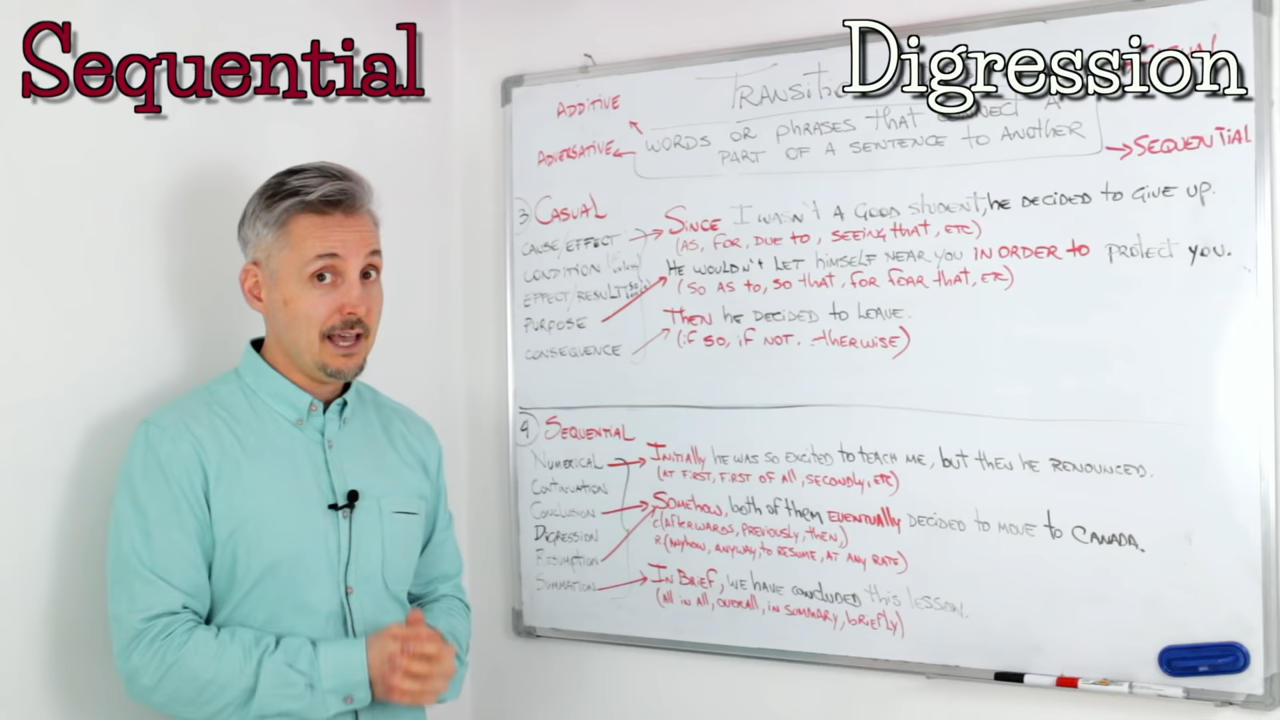 Sequential
Digression
ADDITIVE
ADVERSATIVE
WORDS OR PHRASES THAT CONNECT A
PART OF A SENTENCE TO ANOTHER
SEQUENTIAL
3 CASUAL
CAUSE/EFFECT
CONDITION
EFFECT/RESULT
PURPOSE
CONSEQUENCE
SINCE I WASN'T A GOOD STUDENT, HE DECIDED TO GIVE UP.
(AS, FOR, DUE TO, SEEING THAT, ETC)
HE WOULDN'T LET HIMSELF NEAR YOU IN ORDER TO PROTECT YOU.
(SO AS TO, SO THAT, FOR FEAR THAT, ETC)
THEN HE DECIDED TO LEAVE.
(IF SO, IF NOT, THERWISE)
4 SEQUENTIAL
NUMERICAL
CONTINUATION
CONCLUSION
DIGRESSION
RESUMPTION
SUMMATION
INITIALLY HE WAS SO EXCITED TO TEACH ME, BUT THEN HE RENOUNCED.
(AT FIRST, FIRST OF ALL, SECONDLY, ETC)
SOMEHOW, BOTH OF THEM EVENTUALLY DECIDED TO MOVE TO CANADA.
C.(AFTERWARDS, PREVIOUSLY, THEN)
R.(ANYHOW, ANYWAY, TO RESUME, AT ANY RATE)
IN BRIEF, WE HAVE CONCLUDED THIS LESSON.
(ALL IN ALL, OVERALL, IN SUMMARY, BRIEFLY)